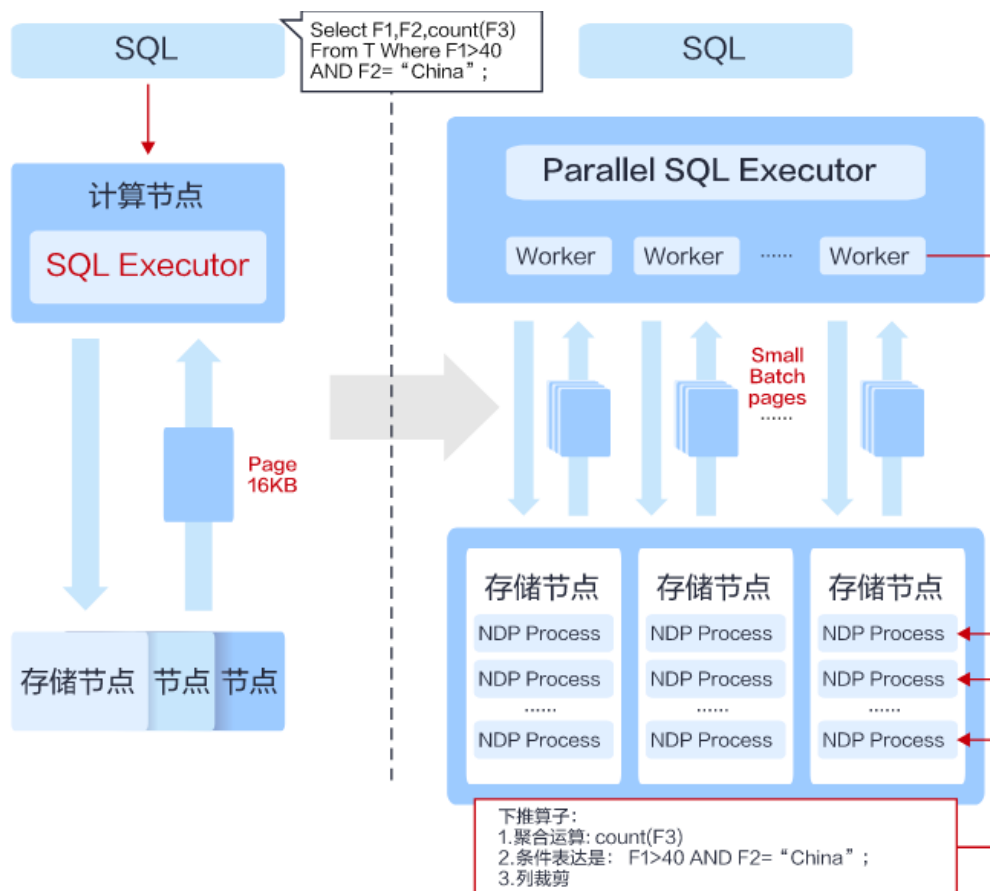 SQL
Select F1,F2,count(F3)
From T Where F1>40
AND F2= “China”;
计算节点
SQL Executor
Page
16KB
存储节点 节点 节点
SQL
Parallel SQL Executor
Worker Worker ...... Worker
Small
Batch
pages
......
存储节点 存储节点 存储节点
NDP Process NDP Process NDP Process
NDP Process NDP Process NDP Process
...... ...... ......
NDP Process NDP Process NDP Process
下推算子：
1.聚合运算: count(F3)
2.条件表达是： F1>40 AND F2= “China”;
3.列裁剪